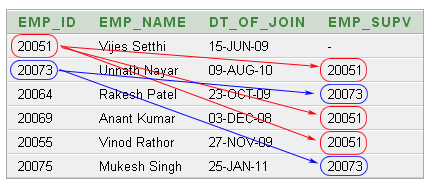 EMP_ID EMP_NAME DT_OF_JOIN EMP_SUPV
20051 Vijes Setthi 15-JUN-09 -
20073 Unnath Nayar 09-AUG-10 20051
20064 Rakesh Patel 23-OCT-09 20073
20069 Anant Kumar 03-DEC-08 20051
20055 Vinod Rathor 27-NOV-09 20051
20075 Mukesh Singh 25-JAN-11 20073